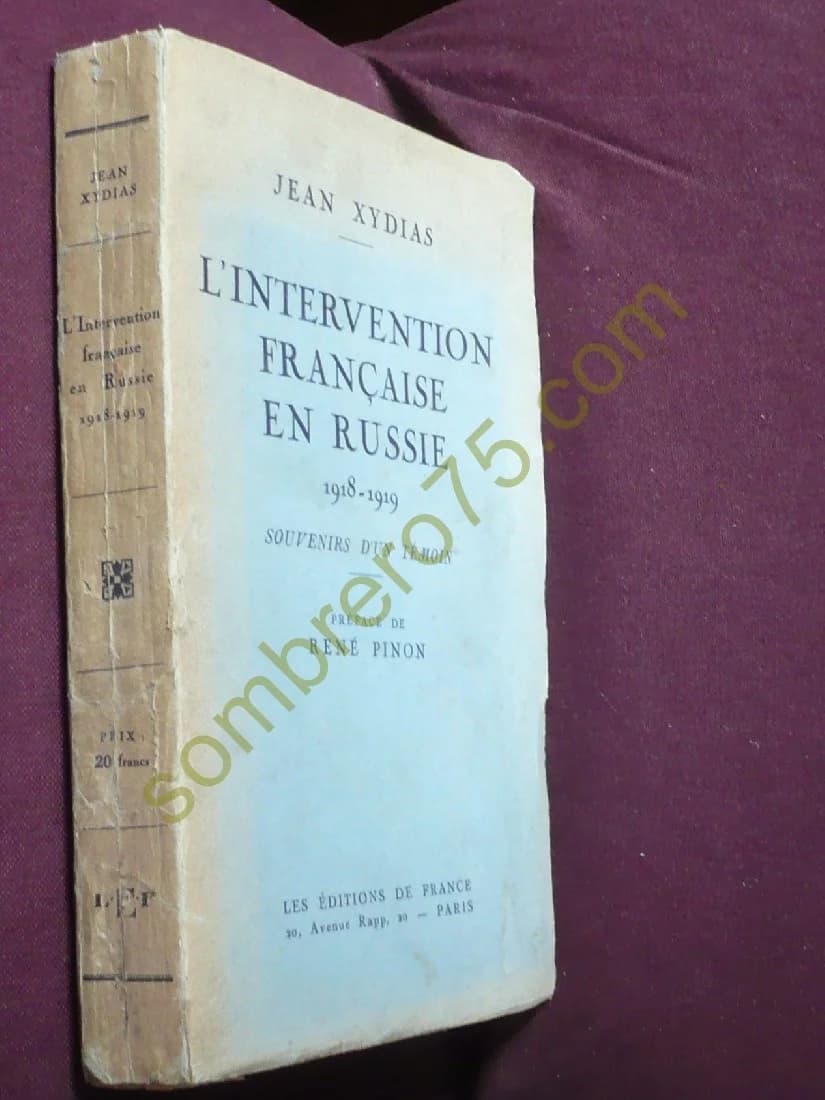 JEAN
XYDIAS
L'Intervention
française
en Russie
1918-1919
PRIX :
20 francs
L·E·F
JEAN XYDIAS
L'INTERVENTION
FRANÇAISE
EN RUSSIE
1918-1919
SOUVENIRS D'UN TÉMOIN
PRÉFACE DE
RENÉ PINON
LES ÉDITIONS DE FRANCE
20, Avenue Rapp, 20 — PARIS
sombrero75.com